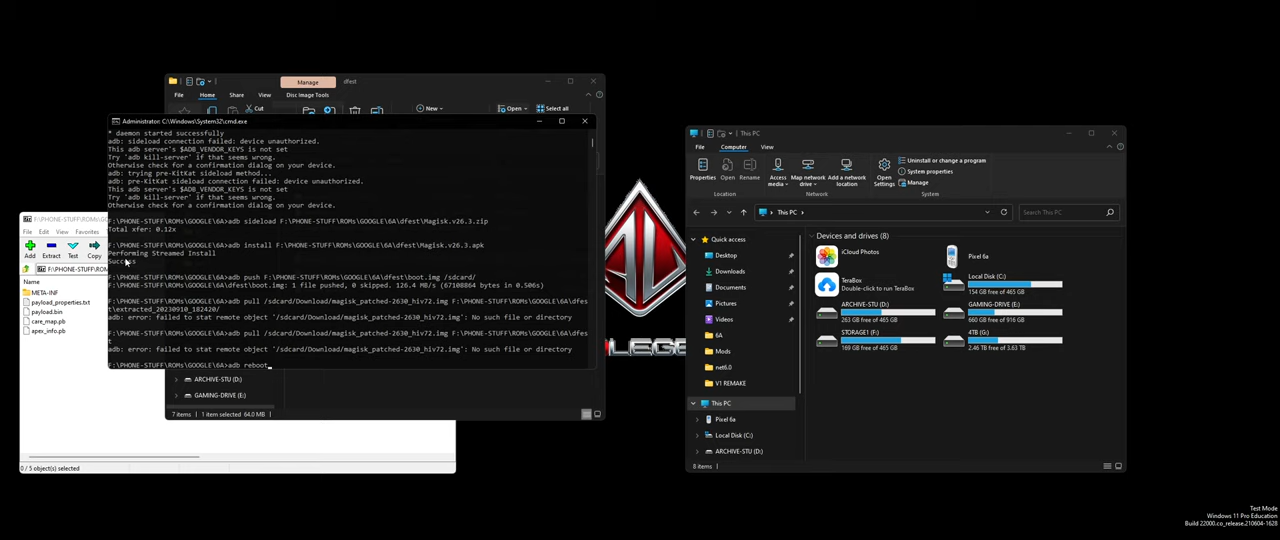 Manage
dfest
File
Home
Share
View
Disc Image Tools
Cut
New
Open
Select all
Administrator: C:\Windows\System32\cmd.exe
* daemon started successfully
adb: sideload connection failed: device unauthorized.
This adb server's $ADB_VENDOR_KEYS is not set
Try 'adb kill-server' if that seems wrong.
Otherwise check for a confirmation dialog on your device.
adb: trying pre-KitKat sideload method...
adb: pre-KitKat sideload connection failed: device unauthorized.
This adb server's $ADB_VENDOR_KEYS is not set
Try 'adb kill-server' if that seems wrong.
Otherwise check for a confirmation dialog on your device.
F:\PHONE-STUFF\ROMs\GOOGLE\6A>adb sideload F:\PHONE-STUFF\ROMs\GOOGLE\6A\dfest\Magisk.v26.3.zip
Total xfer: 0.12x
F:\PHONE-STUFF\ROMs\GOOGLE\6A>adb install F:\PHONE-STUFF\ROMs\GOOGLE\6A\dfest\Magisk.v26.3.apk
Performing Streamed Install
Success
F:\PHONE-STUFF\ROMs\GOOGLE\6A>adb push F:\PHONE-STUFF\ROMs\GOOGLE\6A\dfest\boot.img /sdcard/
F:\PHONE-STUFF\ROMs\GOOGLE\6A\dfest\boot.img: 1 file pushed, 0 skipped. 126.4 MB/s (67108864 bytes in 0.506s)
F:\PHONE-STUFF\ROMs\GOOGLE\6A>adb pull /sdcard/Download/magisk_patched-2630_hiv72.img F:\PHONE-STUFF\ROMs\GOOGLE\6A\dfes
t\extracted_20230910_182420/
adb: error: failed to stat remote object '/sdcard/Download/magisk_patched-2630_hiv72.img': No such file or directory
F:\PHONE-STUFF\ROMs\GOOGLE\6A>adb pull /sdcard/Download/magisk_patched-2630_hiv72.img F:\PHONE-STUFF\ROMs\GOOGLE\6A\dfes
t
adb: error: failed to stat remote object '/sdcard/Download/magisk_patched-2630_hiv72.img': No such file or directory
F:\PHONE-STUFF\ROMs\GOOGLE\6A>adb reboot
ARCHIVE-STU (D:)
GAMING-DRIVE (E:)
7 items
1 item selected 64.0 MB
F:\PHONE-STUFF\ROMs\GOOGLE
File Edit View Favorites
Add Extract Test Copy
F:\PHONE-STUFF\ROM
Name
META-INF
payload_properties.txt
payload.bin
care_map.pb
apex_info.pb
0 / 5 object(s) selected
This PC
File
Computer
View
Properties
Open
Rename
Access media
Map network drive
Add a network location
Open Settings
Uninstall or change a program
System properties
Manage
Location
Network
System
This PC
Search This PC
Quick access
Desktop
Downloads
Documents
Pictures
Videos
6A
Mods
net6.0
V1 REMAKE
This PC
Pixel 6a
Local Disk (C:)
ARCHIVE-STU (D:)
Devices and drives (8)
iCloud Photos
Pixel 6a
TeraBox
Double-click to run TeraBox
Local Disk (C:)
154 GB free of 465 GB
ARCHIVE-STU (D:)
263 GB free of 465 GB
GAMING-DRIVE (E:)
660 GB free of 916 GB
STORAGE1 (F:)
169 GB free of 465 GB
4TB (G:)
2.46 TB free of 3.63 TB
8 items
Test Mode
Windows 11 Pro Education
Build 22000.co_release.210604-1628